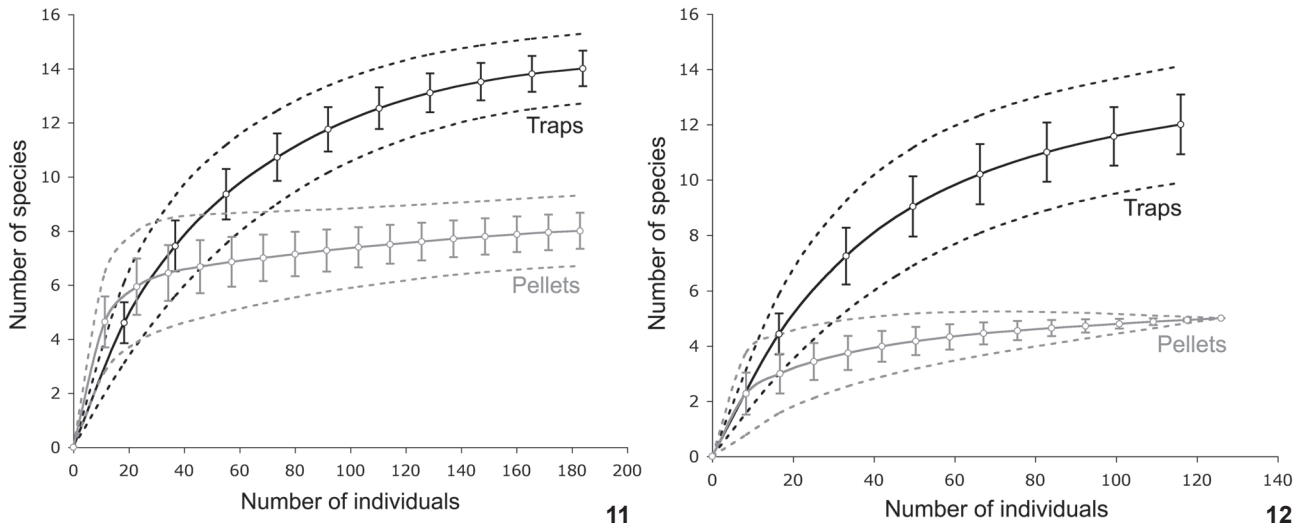 16
14
12
10
8
6
4
2
0
Number of species
Traps
Pellets
0 20 40 60 80 100 120 140 160 180 200
Number of individuals
11
16
14
12
10
8
6
4
2
0
Number of species
Traps
Pellets
0 20 40 60 80 100 120 140
Number of individuals
12